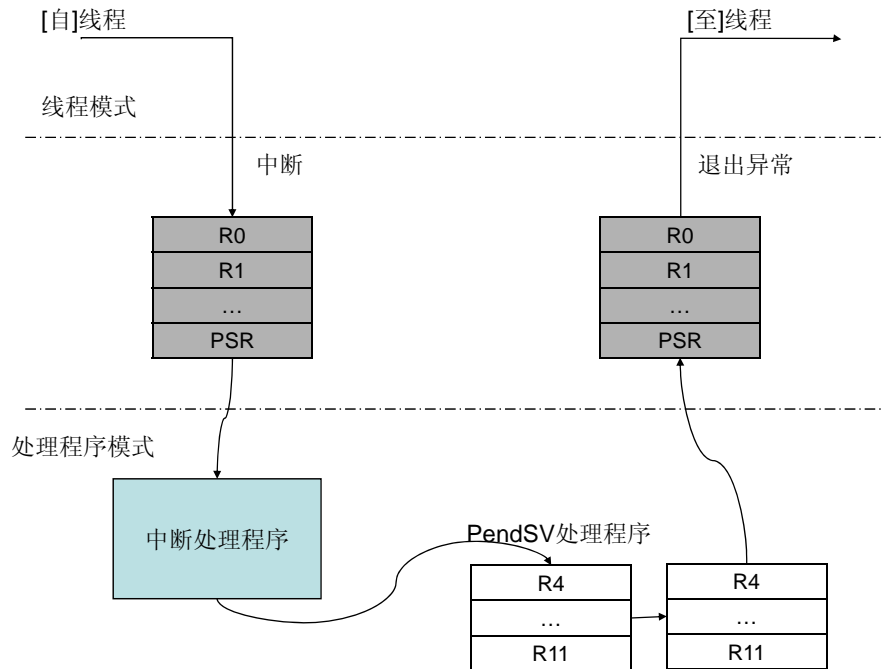 [自]线程
[至]线程
线程模式
中断
退出异常
R0
R1
…
PSR
R0
R1
…
PSR
处理程序模式
中断处理程序
PendSV处理程序
R4
…
R11
R4
…
R11